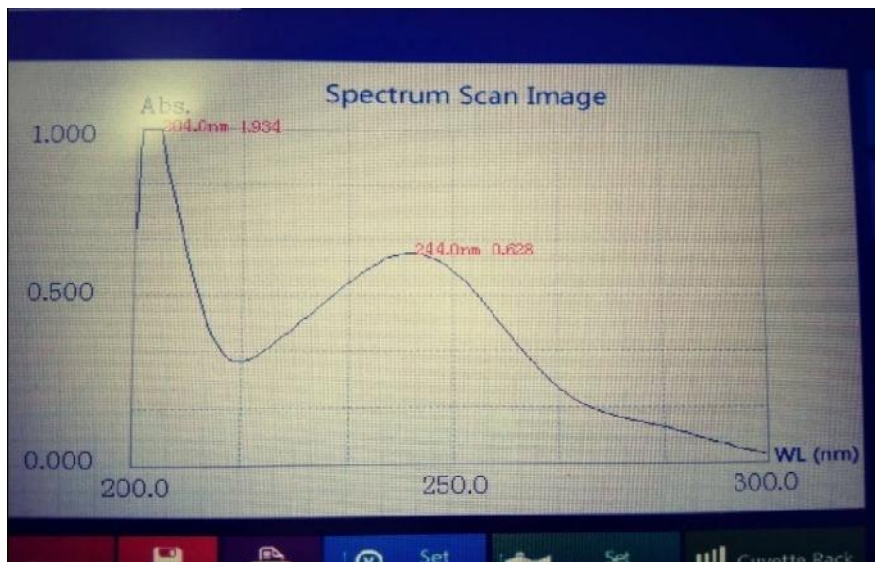 Spectrum Scan Image
Abs.
204.0nm 1.934
1.000
244.0nm 0.628
0.500
0.000
WL (nm)
200.0
250.0
300.0
Set
Set
Cuvette Rack